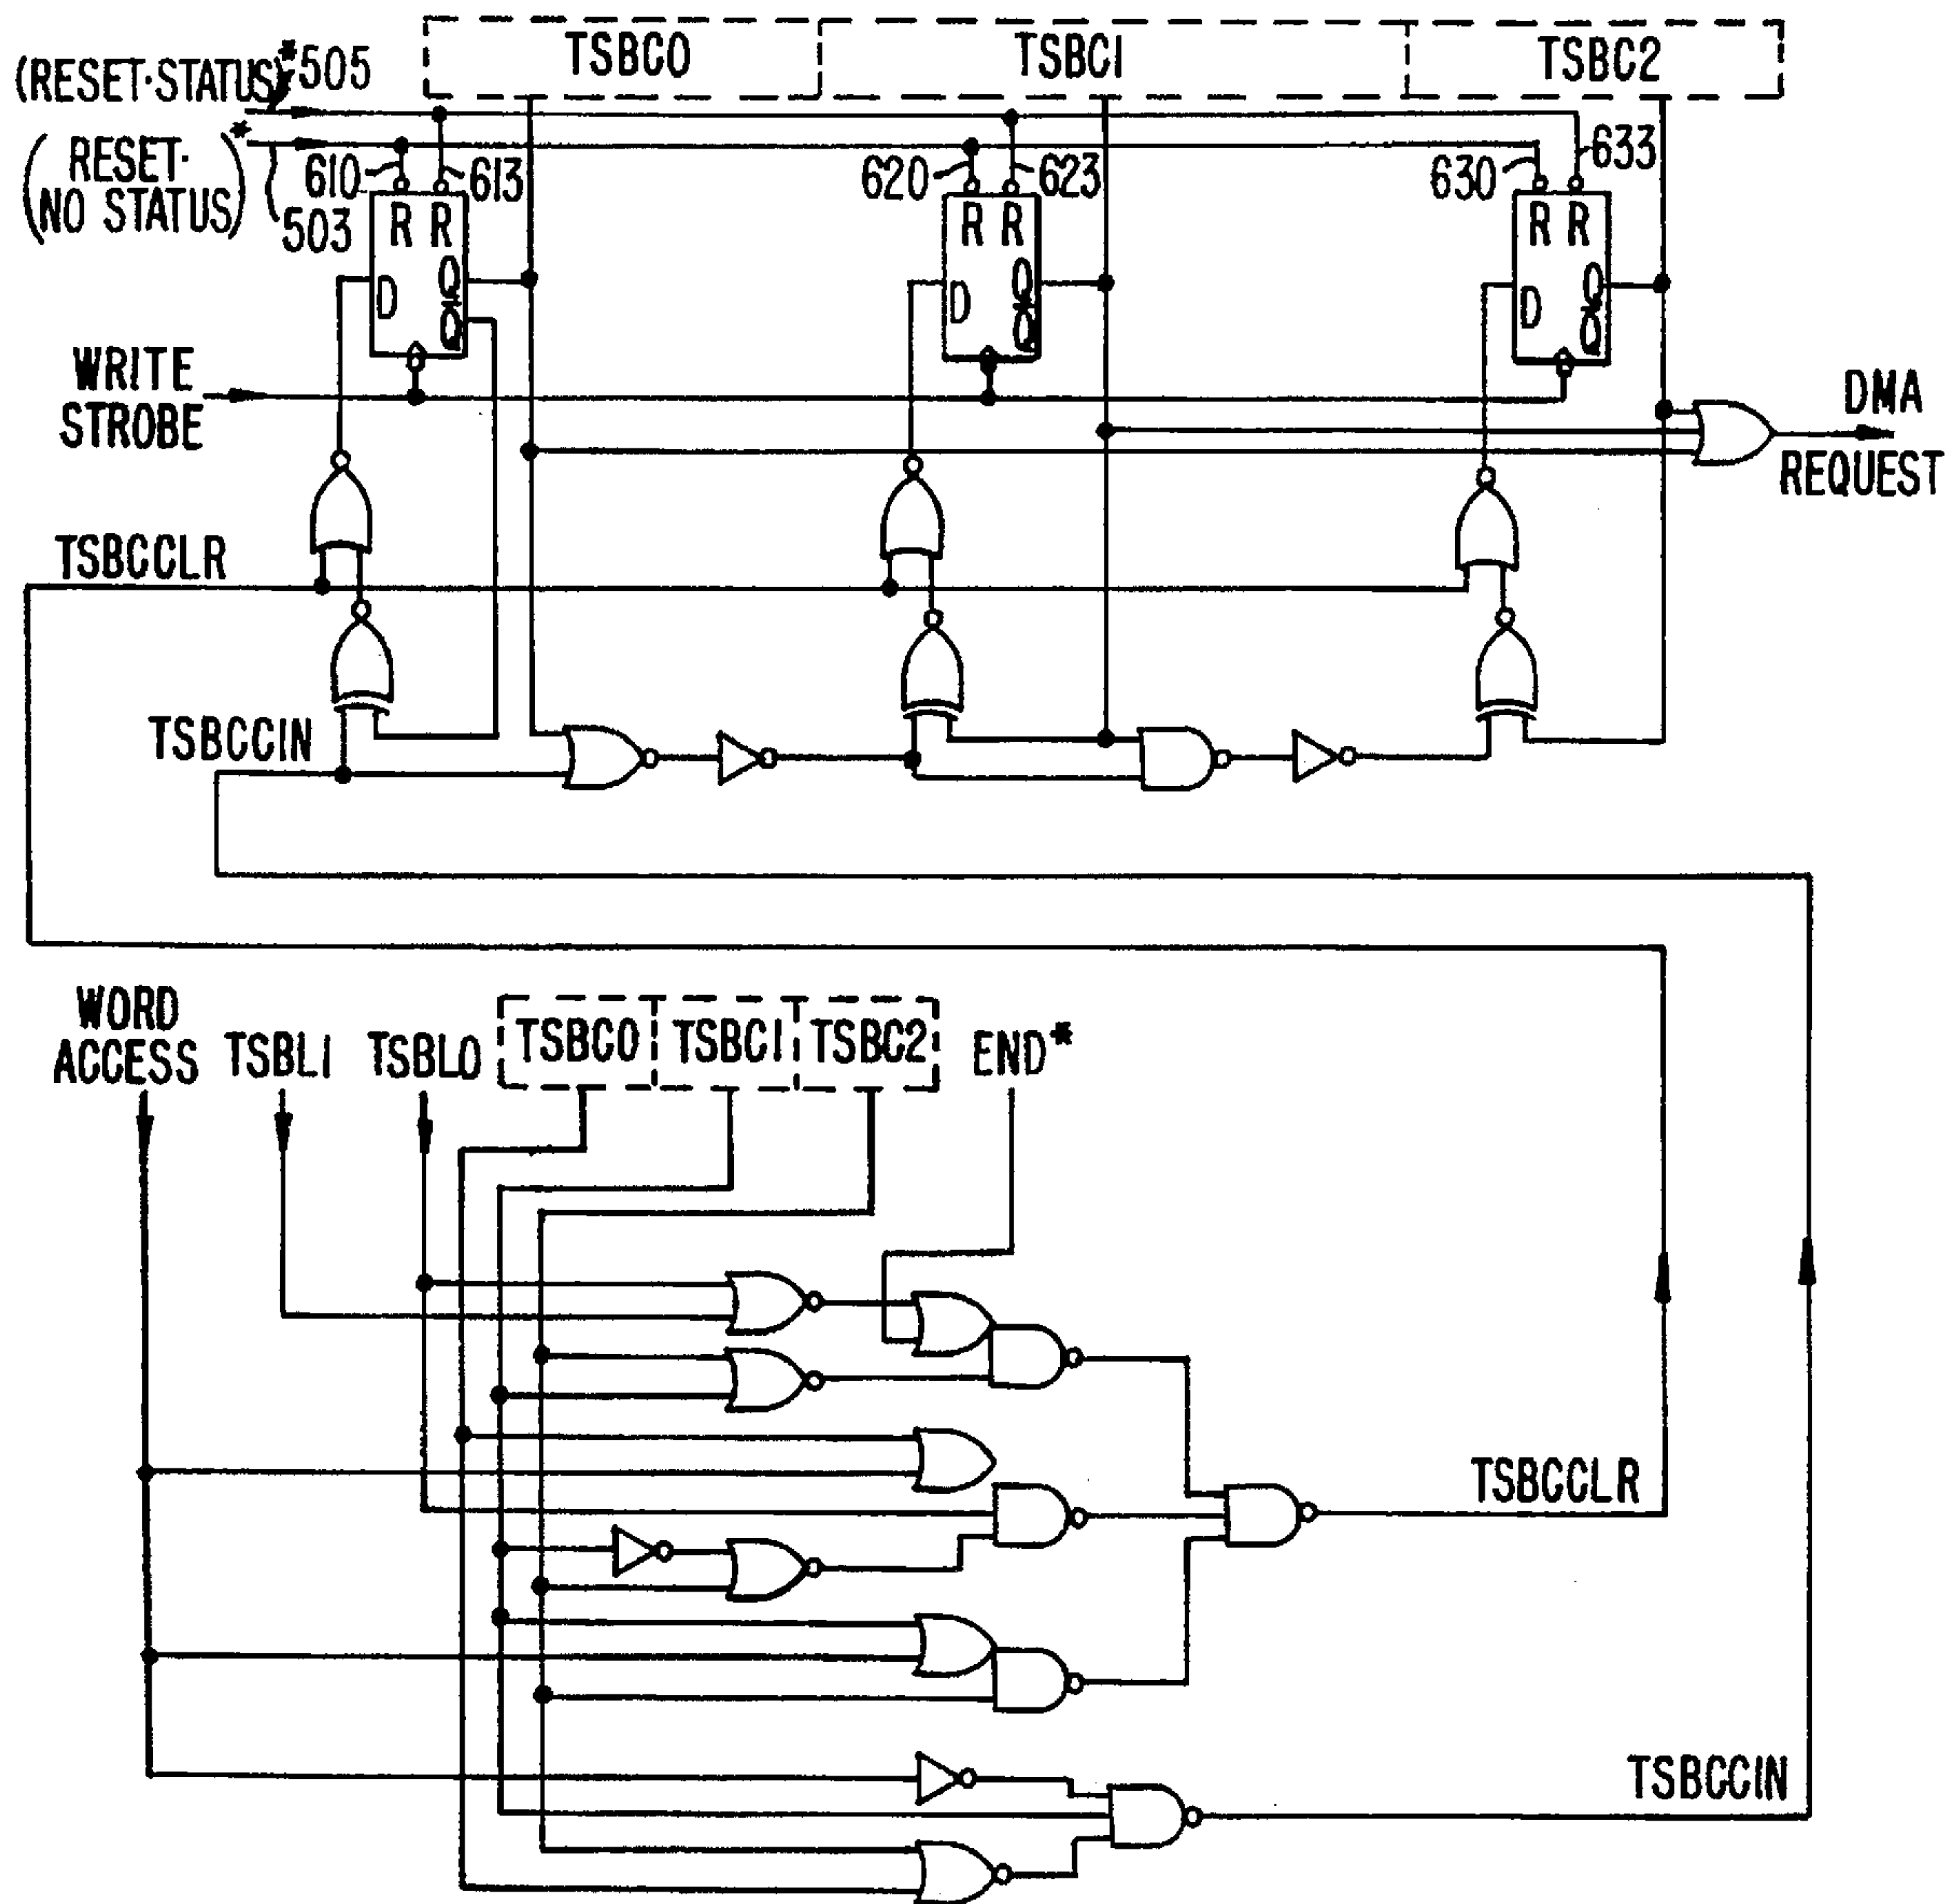 TSBC0 TSBC1 TSBC2
(RESET·STATUS)* 505
(RESET·
NO STATUS)*
503
610 613 620 623 630 633
R R R R R R
D Q D Q D Q
Q̅ Q̅ Q̅
WRITE
STROBE
DMA
REQUEST
TSBCCLR
TSBCCIN
WORD
ACCESS TSBL1 TSBL0 TSBC0 TSBC1 TSBC2 END*
TSBCCLR
TSBCCIN